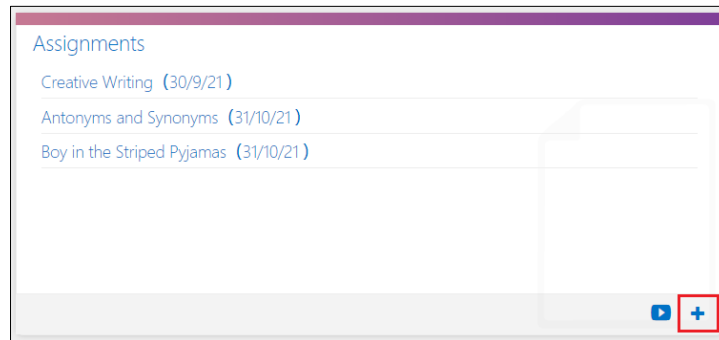 Assignments
Creative Writing (30/9/21)
Antonyms and Synonyms (31/10/21)
Boy in the Striped Pyjamas (31/10/21)